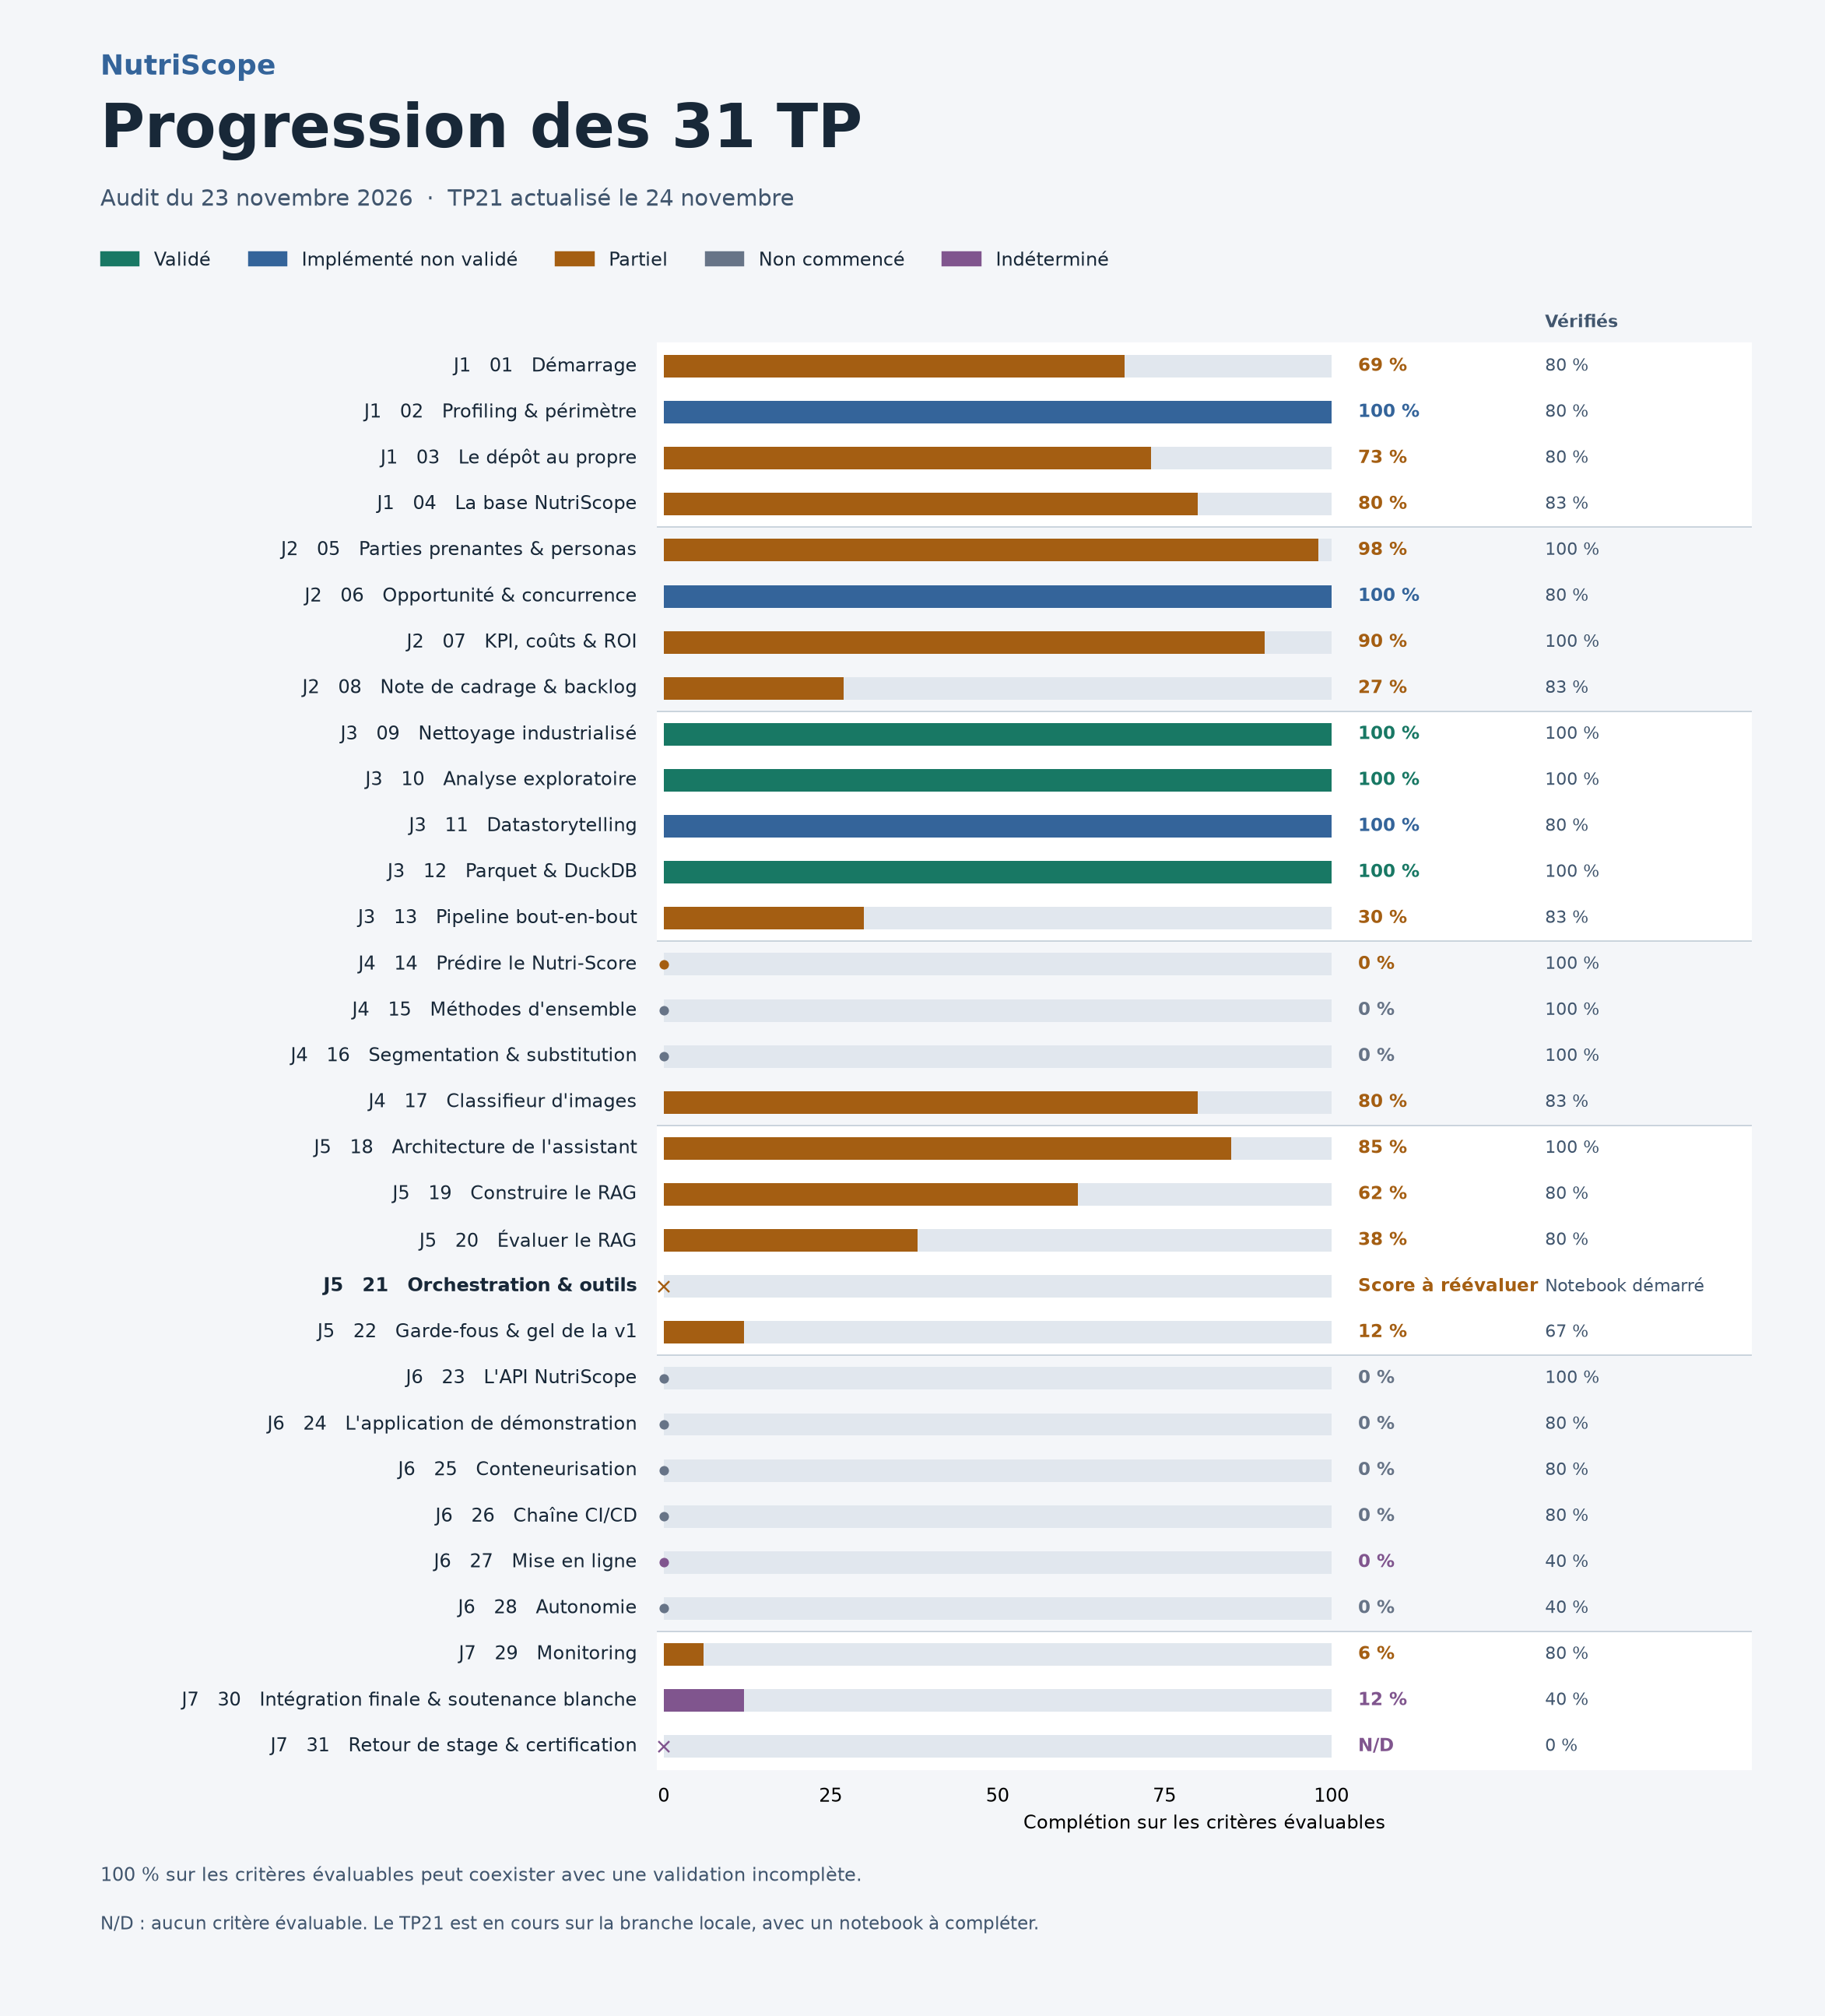 NutriScope
Progression des 31 TP
Audit du 23 novembre 2026 · TP21 actualisé le 24 novembre
Validé Implémenté non validé Partiel Non commencé Indéterminé
Vérifiés
J1 01 Démarrage 69 % 80 %
J1 02 Profiling & périmètre 100 % 80 %
J1 03 Le dépôt au propre 73 % 80 %
J1 04 La base NutriScope 80 % 83 %
J2 05 Parties prenantes & personas 98 % 100 %
J2 06 Opportunité & concurrence 100 % 80 %
J2 07 KPI, coûts & ROI 90 % 100 %
J2 08 Note de cadrage & backlog 27 % 83 %
J3 09 Nettoyage industrialisé 100 % 100 %
J3 10 Analyse exploratoire 100 % 100 %
J3 11 Datastorytelling 100 % 80 %
J3 12 Parquet & DuckDB 100 % 100 %
J3 13 Pipeline bout-en-bout 30 % 83 %
J4 14 Prédire le Nutri-Score 0 % 100 %
J4 15 Méthodes d'ensemble 0 % 100 %
J4 16 Segmentation & substitution 0 % 100 %
J4 17 Classifieur d'images 80 % 83 %
J5 18 Architecture de l'assistant 85 % 100 %
J5 19 Construire le RAG 62 % 80 %
J5 20 Évaluer le RAG 38 % 80 %
J5 21 Orchestration & outils Score à réévaluer Notebook démarré
J5 22 Garde-fous & gel de la v1 12 % 67 %
J6 23 L'API NutriScope 0 % 100 %
J6 24 L'application de démonstration 0 % 80 %
J6 25 Conteneurisation 0 % 80 %
J6 26 Chaîne CI/CD 0 % 80 %
J6 27 Mise en ligne 0 % 40 %
J6 28 Autonomie 0 % 40 %
J7 29 Monitoring 6 % 80 %
J7 30 Intégration finale & soutenance blanche 12 % 40 %
J7 31 Retour de stage & certification N/D 0 %
0 25 50 75 100
Complétion sur les critères évaluables
100 % sur les critères évaluables peut coexister avec une validation incomplète.
N/D : aucun critère évaluable. Le TP21 est en cours sur la branche locale, avec un notebook à compléter.